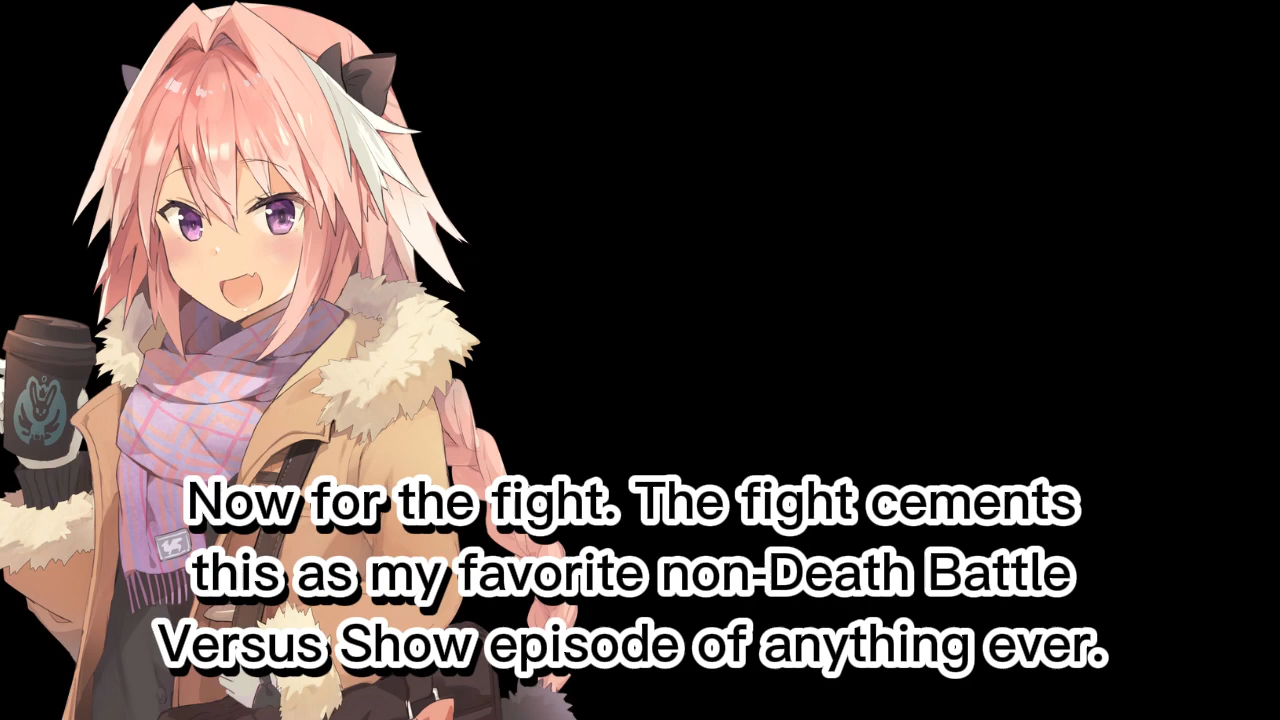 Now for the fight. The fight cements
this as my favorite non-Death Battle
Versus Show episode of anything ever.